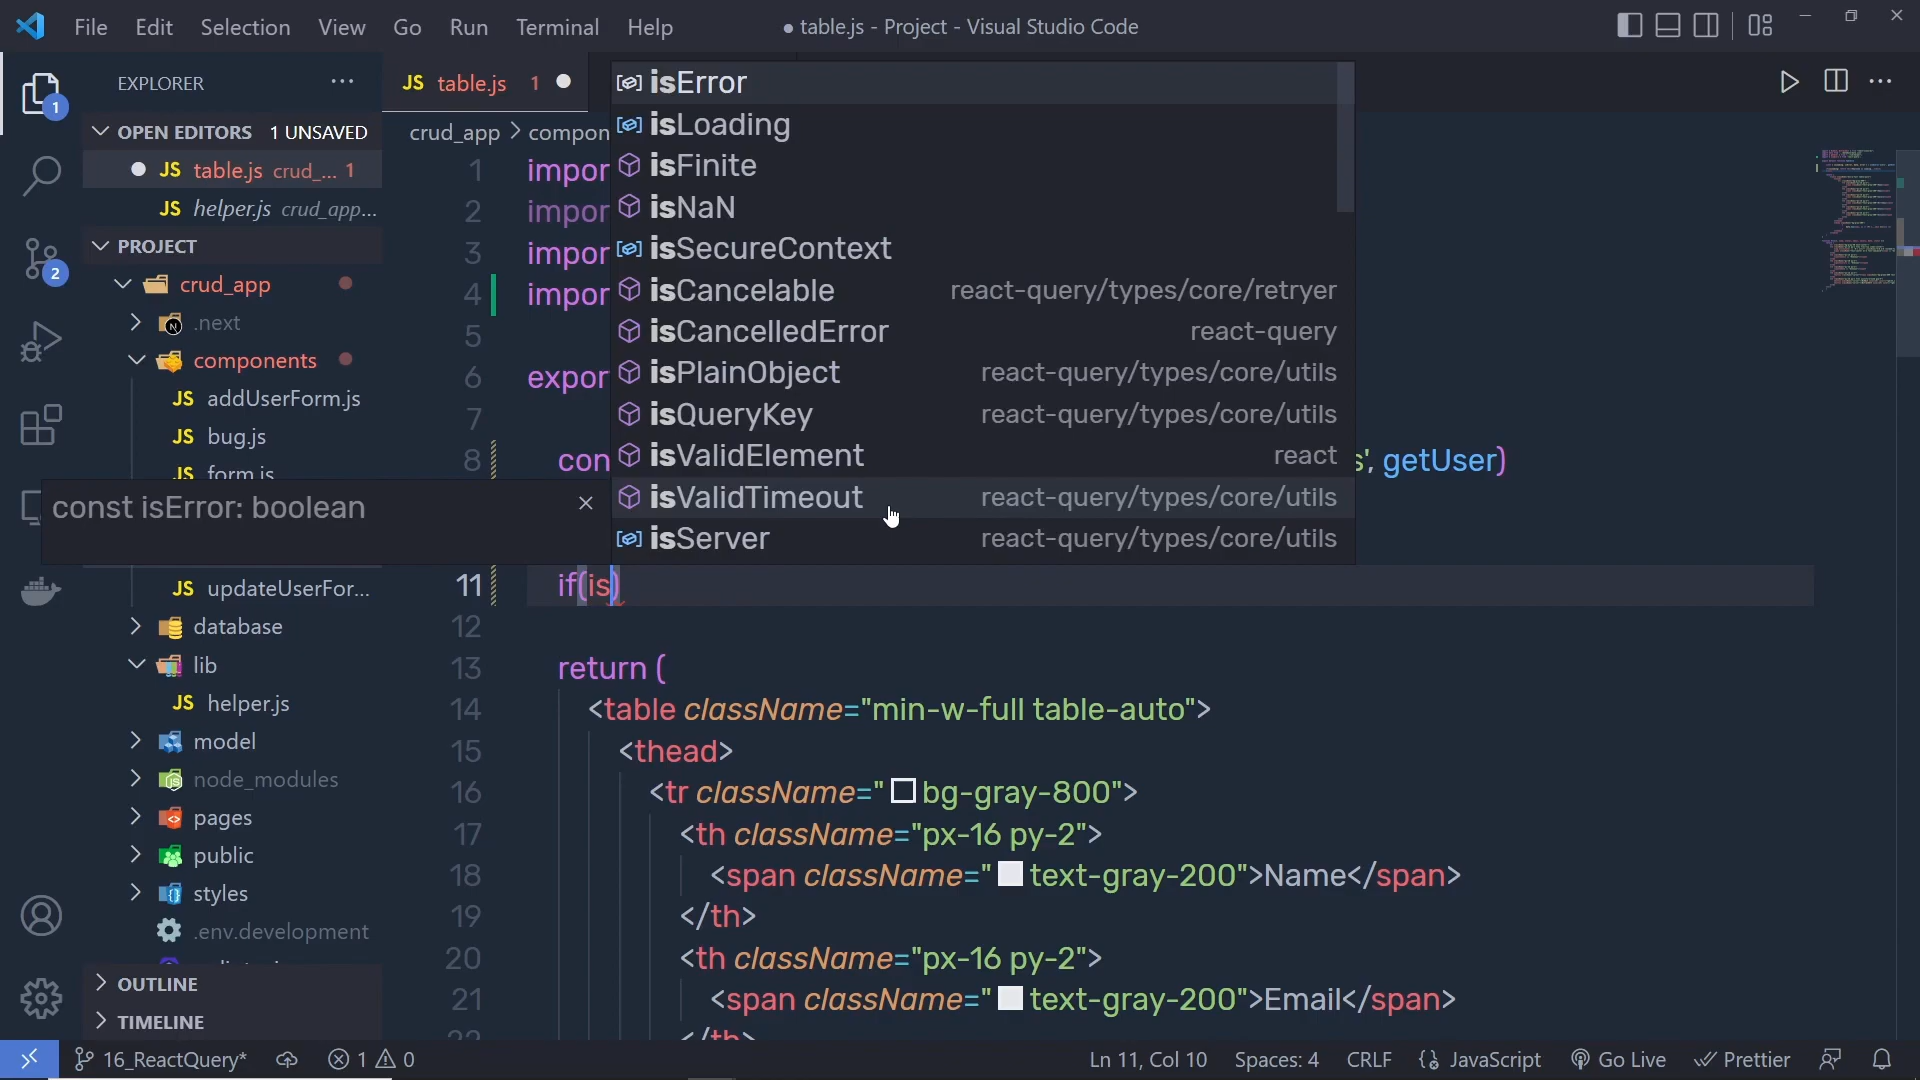 File Edit Selection View Go Run Terminal Help
● table.js - Project - Visual Studio Code
EXPLORER
1
OPEN EDITORS 1 UNSAVED
JS table.js crud_... 1
JS helper.js crud_app...
PROJECT
crud_app
.next
components
JS addUserForm.js
JS bug.js
JS form.js
JS updateUserFor...
database
lib
JS helper.js
model
node_modules
pages
public
styles
.env.development
OUTLINE
TIMELINE
2
JS table.js 1
crud_app > compon
1 impor
2 impor
3 impor
4 impor
5
6 expor
7
8 con s', getUser)
11 if(is)
12
13 return (
14 <table className="min-w-full table-auto">
15 <thead>
16 <tr className="bg-gray-800">
17 <th className="px-16 py-2">
18 <span className="text-gray-200">Name</span>
19 </th>
20 <th className="px-16 py-2">
21 <span className="text-gray-200">Email</span>
22 </th>
isError
isLoading
isFinite
isNaN
isSecureContext
isCancelable react-query/types/core/retryer
isCancelledError react-query
isPlainObject react-query/types/core/utils
isQueryKey react-query/types/core/utils
isValidElement react
isValidTimeout react-query/types/core/utils
isServer react-query/types/core/utils
const isError: boolean
16_ReactQuery* 1 0
Ln 11, Col 10 Spaces: 4 CRLF {} JavaScript Go Live Prettier